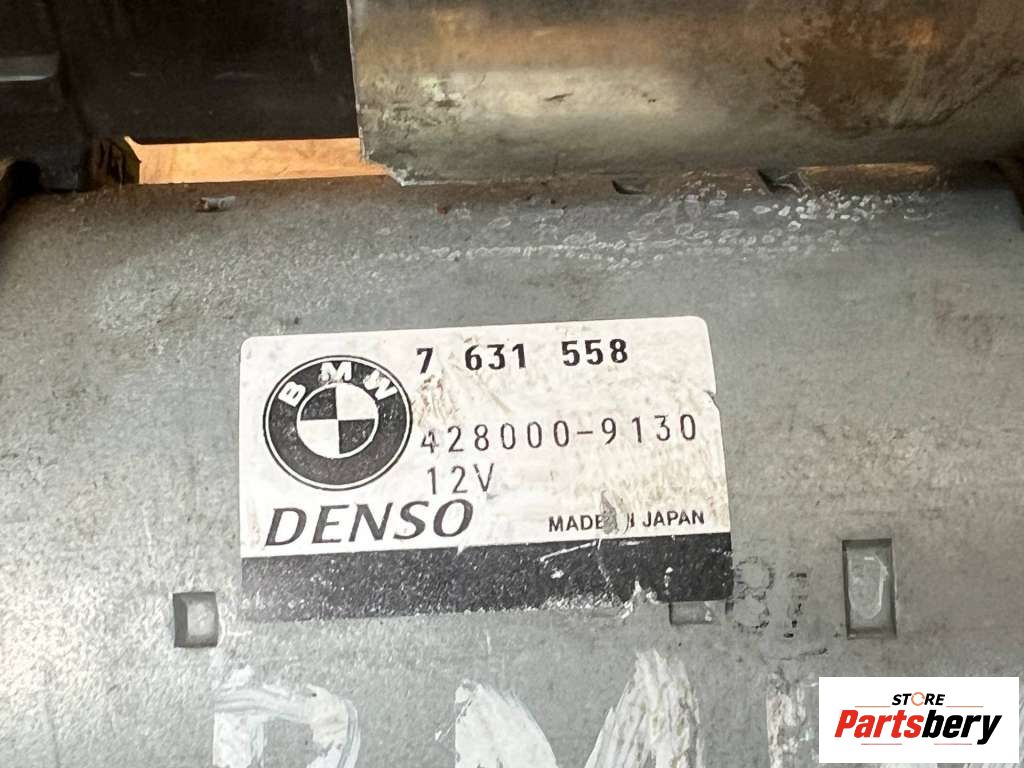 7 631 558
BMW
428000-9130
12V
DENSO
MADE IN JAPAN
STORE
Partsbery